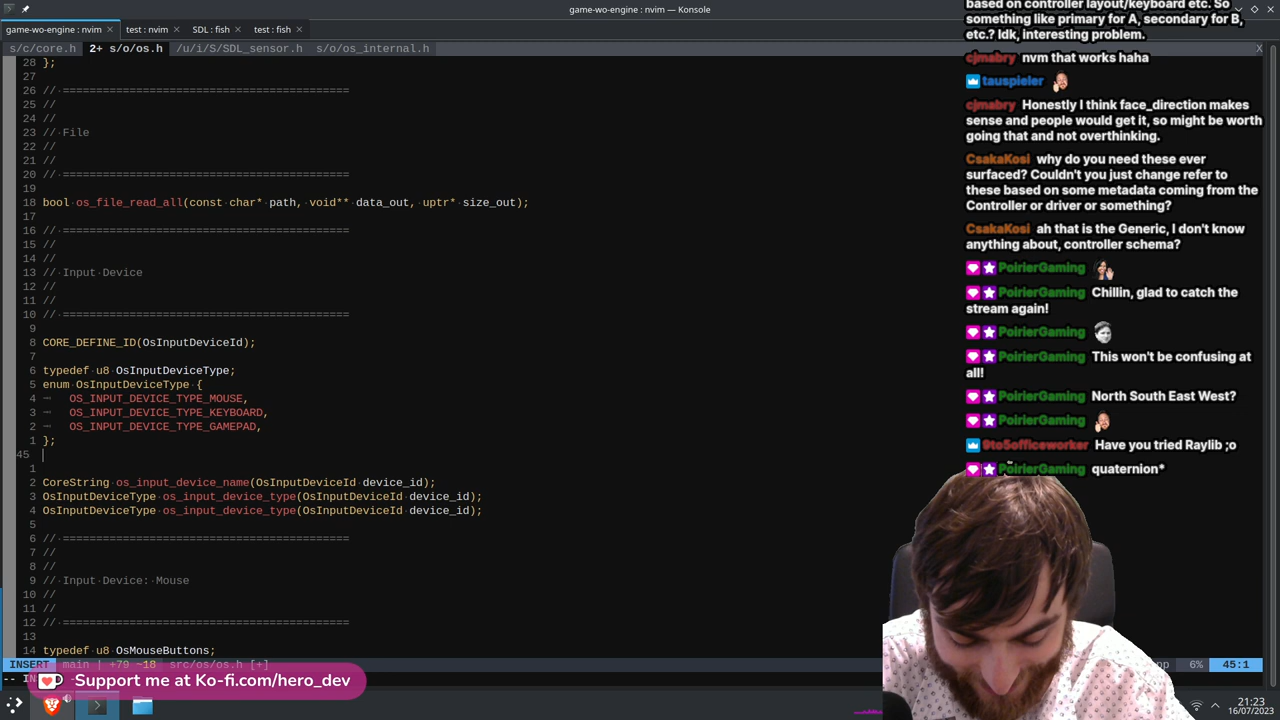 game-wo-engine : nvim — Konsole
game-wo-engine : nvim
test : nvim
SDL : fish
test : fish
s/c/core.h
2+ s/o/os.h
/u/i/S/SDL_sensor.h
s/o/os_internal.h
X
28 };
27
26 // ===========================================
25 //
24 //
23 // File
22 //
21 //
20 // ===========================================
19
18 bool os_file_read_all(const char* path, void** data_out, uptr* size_out);
17
16 // ===========================================
15 //
14 //
13 // Input Device
12 //
11 //
10 // ===========================================
9
8 CORE_DEFINE_ID(OsInputDeviceId);
7
6 typedef u8 OsInputDeviceType;
5 enum OsInputDeviceType {
4 OS_INPUT_DEVICE_TYPE_MOUSE,
3 OS_INPUT_DEVICE_TYPE_KEYBOARD,
2 OS_INPUT_DEVICE_TYPE_GAMEPAD,
1 };
45
1
2 CoreString os_input_device_name(OsInputDeviceId device_id);
3 OsInputDeviceType os_input_device_type(OsInputDeviceId device_id);
4 OsInputDeviceType os_input_device_type(OsInputDeviceId device_id);
5
6 // ===========================================
7 //
8 //
9 // Input Device: Mouse
10 //
11 //
12 // ===========================================
13
14 typedef u8 OsMouseButtons;
INSERT main | +79 ~18 src/os/os.h [+]
6% 45:1
Support me at Ko-fi.com/hero_dev
21:23
16/07/2023
based on controller layout/keyboard etc. So
something like primary for A, secondary for B,
etc.? Idk, interesting problem.
cjmabry nvm that works haha
tauspieler
cjmabry Honestly I think face_direction makes
sense and people would get it, so might be worth
going that and not overthinking.
CsakaKosi why do you need these ever
surfaced? Couldn't you just change refer to
these based on some metadata coming from the
Controller or driver or something?
CsakaKosi ah that is the Generic, I don't know
anything about, controller schema?
PoirierGaming
PoirierGaming Chillin, glad to catch the
stream again!
PoirierGaming
PoirierGaming This won't be confusing at
all!
PoirierGaming North South East West?
PoirierGaming
9to5officeworker Have you tried Raylib ;o
PoirierGaming quaternion*